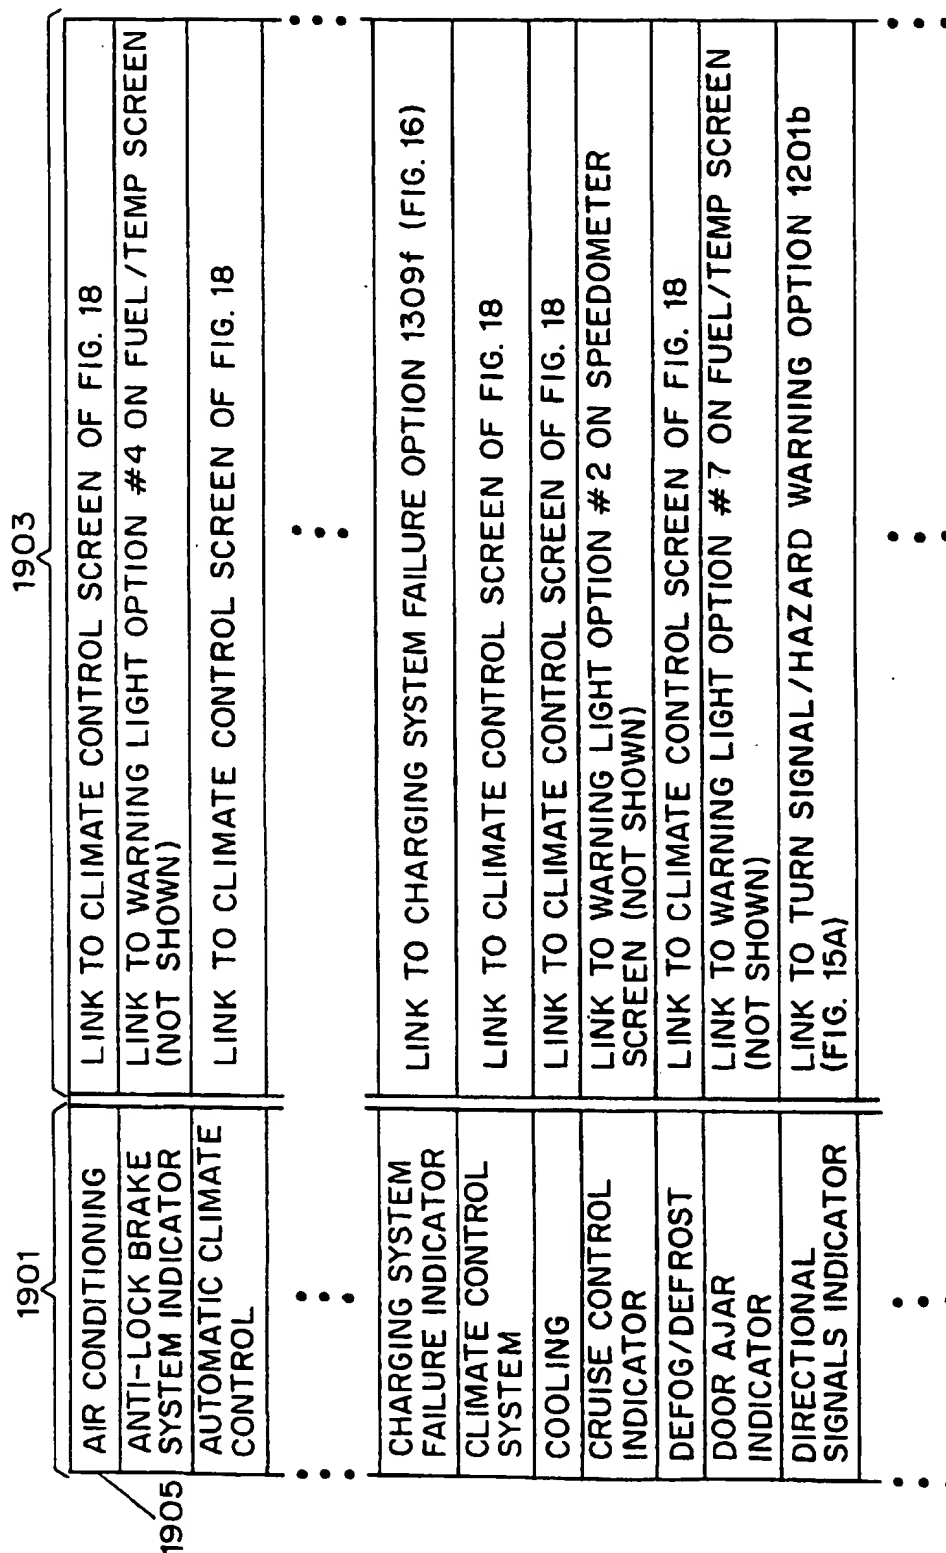 1901
1903
1905
AIR CONDITIONING
LINK TO CLIMATE CONTROL SCREEN OF FIG. 18
ANTI-LOCK BRAKE
SYSTEM INDICATOR
LINK TO WARNING LIGHT OPTION #4 ON FUEL/TEMP SCREEN
(NOT SHOWN)
AUTOMATIC CLIMATE
CONTROL
LINK TO CLIMATE CONTROL SCREEN OF FIG. 18
CHARGING SYSTEM
FAILURE INDICATOR
LINK TO CHARGING SYSTEM FAILURE OPTION 1309f (FIG. 16)
CLIMATE CONTROL
SYSTEM
LINK TO CLIMATE CONTROL SCREEN OF FIG. 18
COOLING
LINK TO CLIMATE CONTROL SCREEN OF FIG. 18
CRUISE CONTROL
INDICATOR
LINK TO WARNING LIGHT OPTION #2 ON SPEEDOMETER
SCREEN (NOT SHOWN)
DEFOG/DEFROST
LINK TO CLIMATE CONTROL SCREEN OF FIG. 18
DOOR AJAR
INDICATOR
LINK TO WARNING LIGHT OPTION #7 ON FUEL/TEMP SCREEN
(NOT SHOWN)
DIRECTIONAL
SIGNALS INDICATOR
LINK TO TURN SIGNAL/HAZARD WARNING OPTION 1201b
(FIG. 15A)